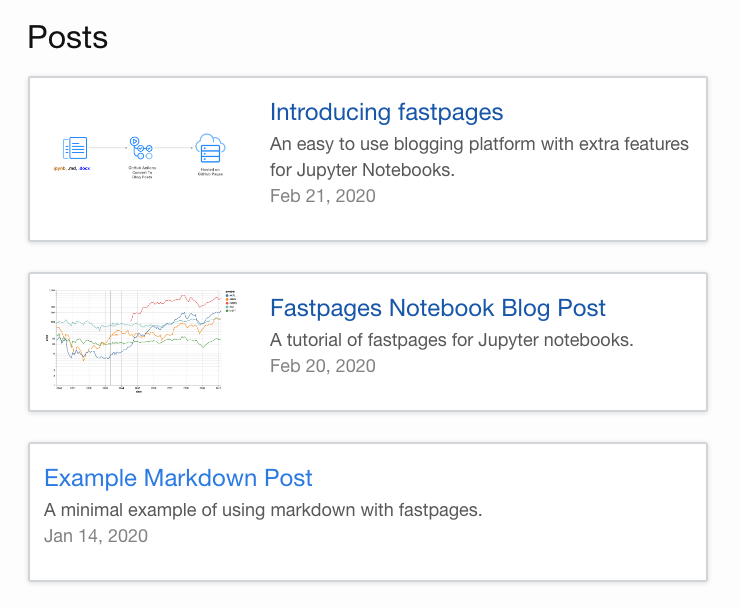 Posts
Introducing fastpages
An easy to use blogging platform with extra features
for Jupyter Notebooks.
Feb 21, 2020
.ipynb, .md, .docx
GitHub Actions
Convert To
Blog Posts
Hosted on
GitHub Pages
Fastpages Notebook Blog Post
A tutorial of fastpages for Jupyter notebooks.
Feb 20, 2020
Example Markdown Post
A minimal example of using markdown with fastpages.
Jan 14, 2020